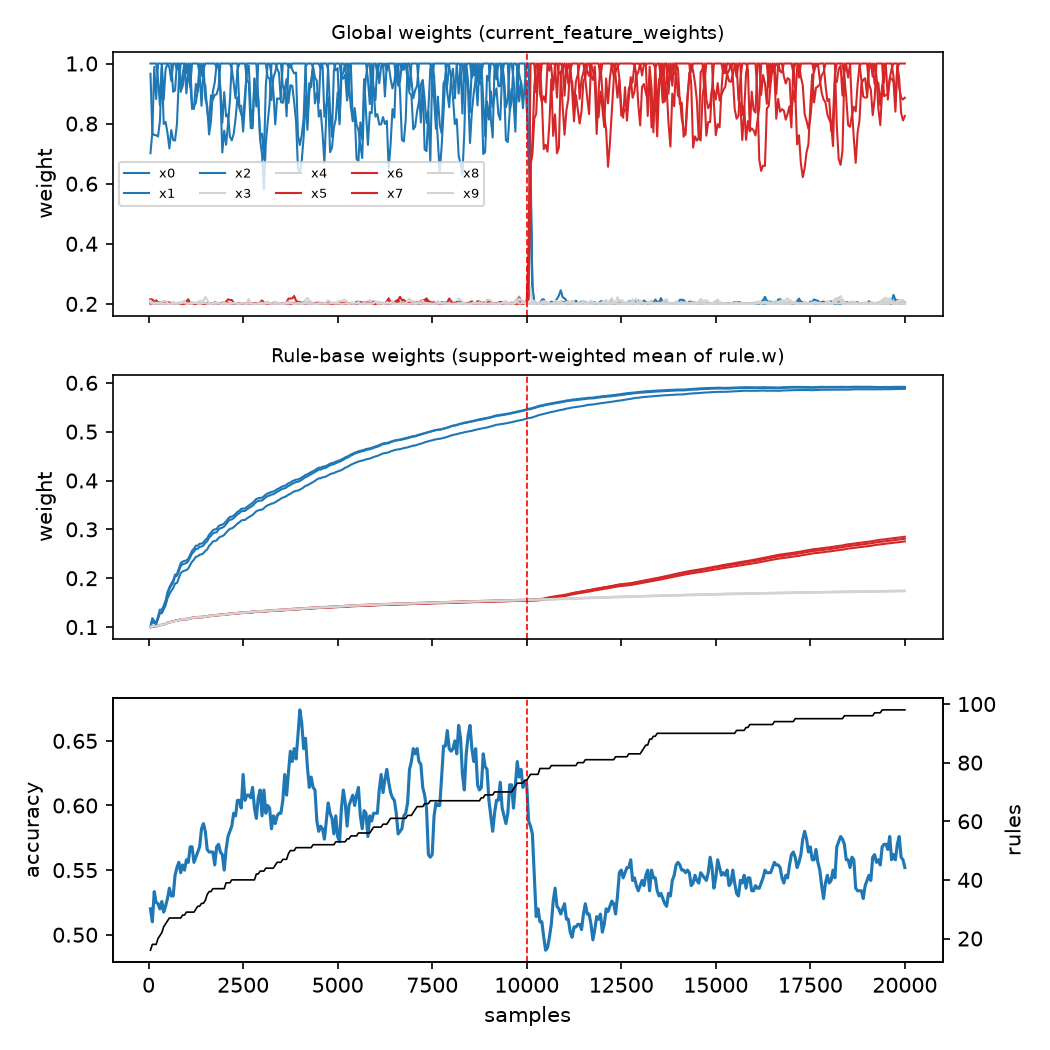 Global weights (current_feature_weights)
1.0
0.8
0.6
0.4
0.2
weight
x0 x2 x4 x6 x8
x1 x3 x5 x7 x9
Rule-base weights (support-weighted mean of rule.w)
0.6
0.5
0.4
0.3
0.2
0.1
weight
0.65
0.60
0.55
0.50
accuracy
100
80
60
40
20
rules
0 2500 5000 7500 10000 12500 15000 17500 20000
samples